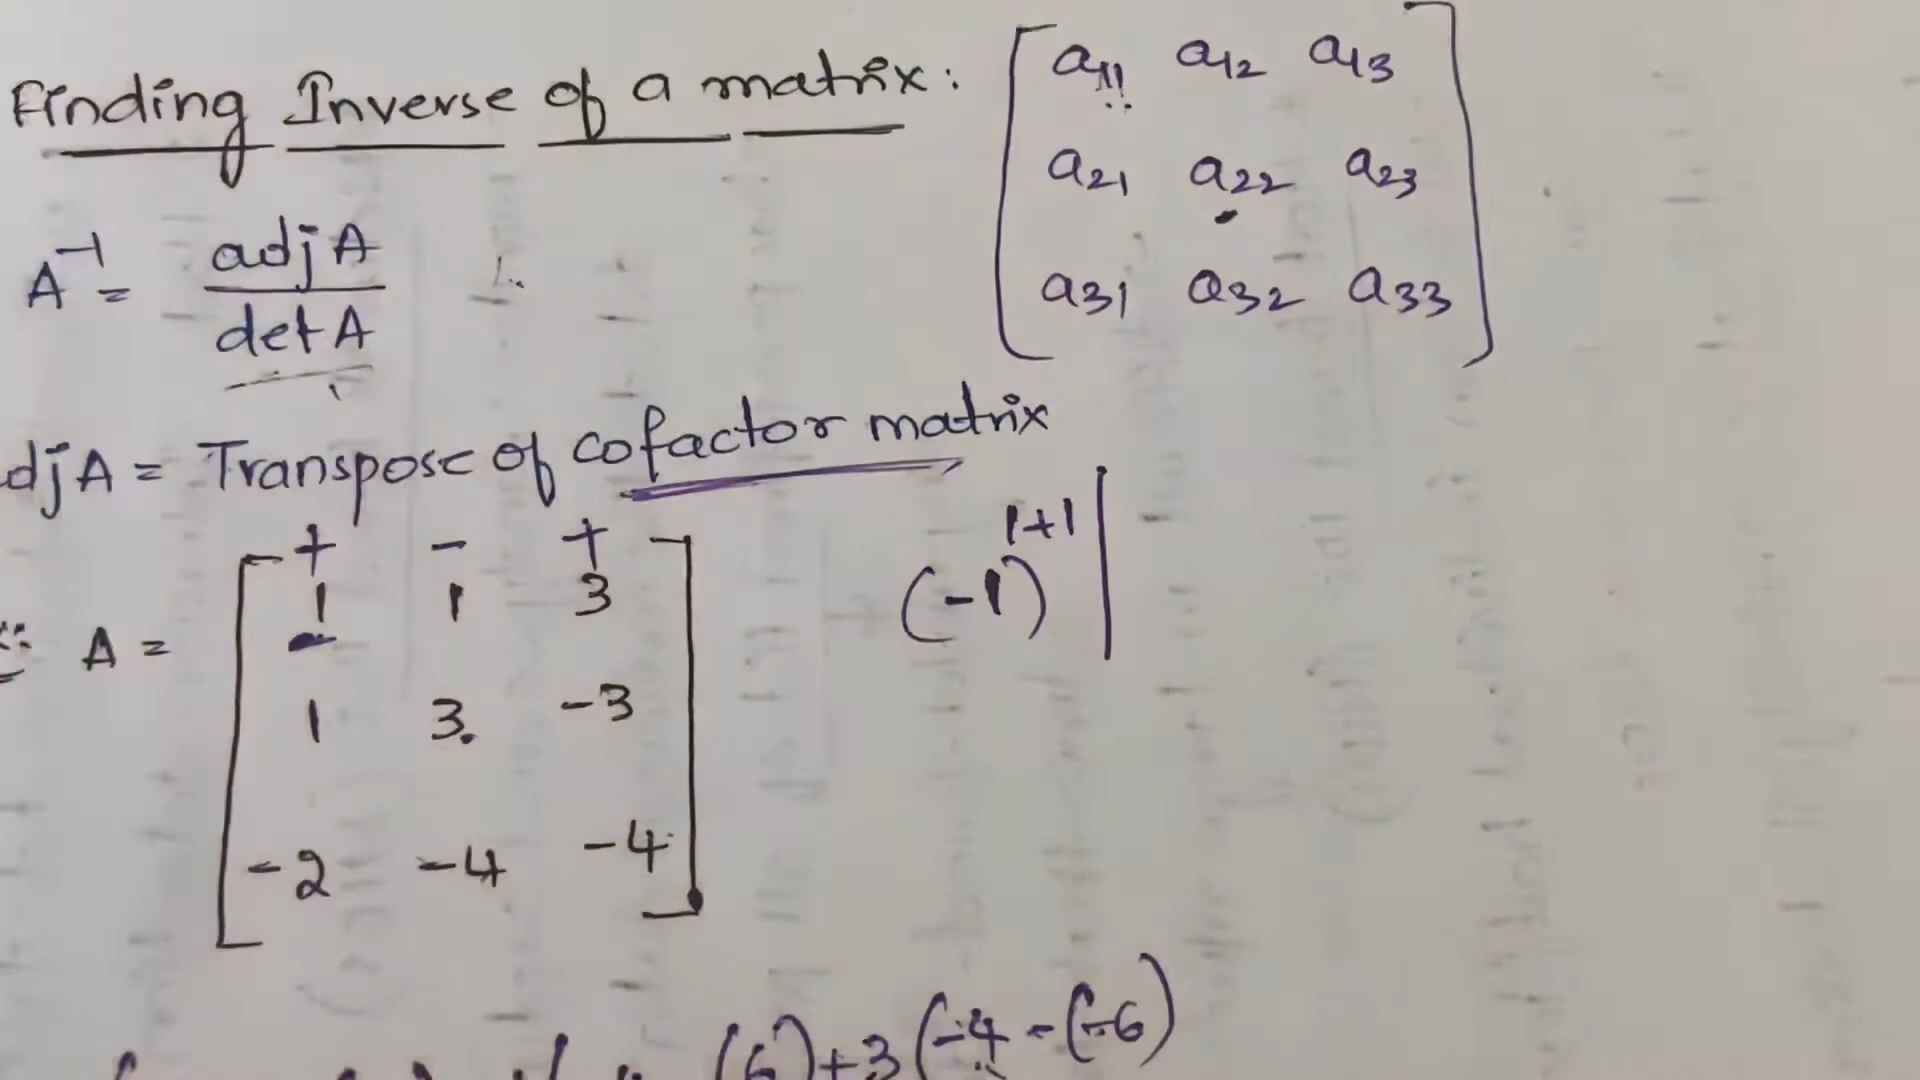 Finding Inverse of a matrix:
a11 a12 a13
a21 a22 a23
a31 a32 a33
A-1 = adj A
det A
dj A = Transpose of cofactor matrix
+ - +
A = 1 1 3
1 3 -3
-2 -4 -4
(-1)1+1
(6)+3(-4-(-6)